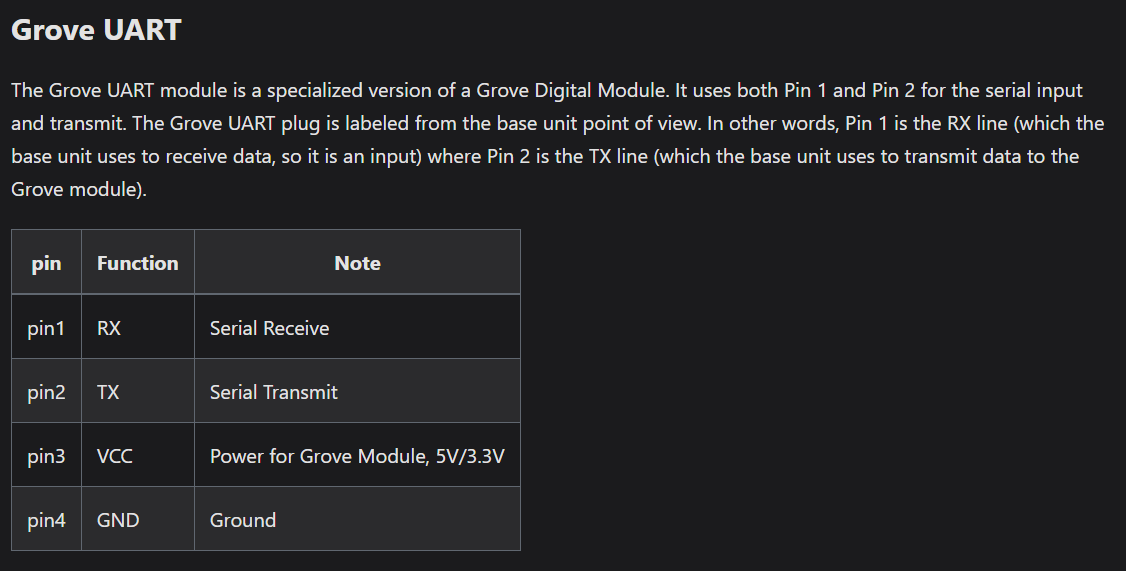 Grove UART
The Grove UART module is a specialized version of a Grove Digital Module. It uses both Pin 1 and Pin 2 for the serial input
and transmit. The Grove UART plug is labeled from the base unit point of view. In other words, Pin 1 is the RX line (which the
base unit uses to receive data, so it is an input) where Pin 2 is the TX line (which the base unit uses to transmit data to the
Grove module).
pin Function Note
pin1 RX Serial Receive
pin2 TX Serial Transmit
pin3 VCC Power for Grove Module, 5V/3.3V
pin4 GND Ground